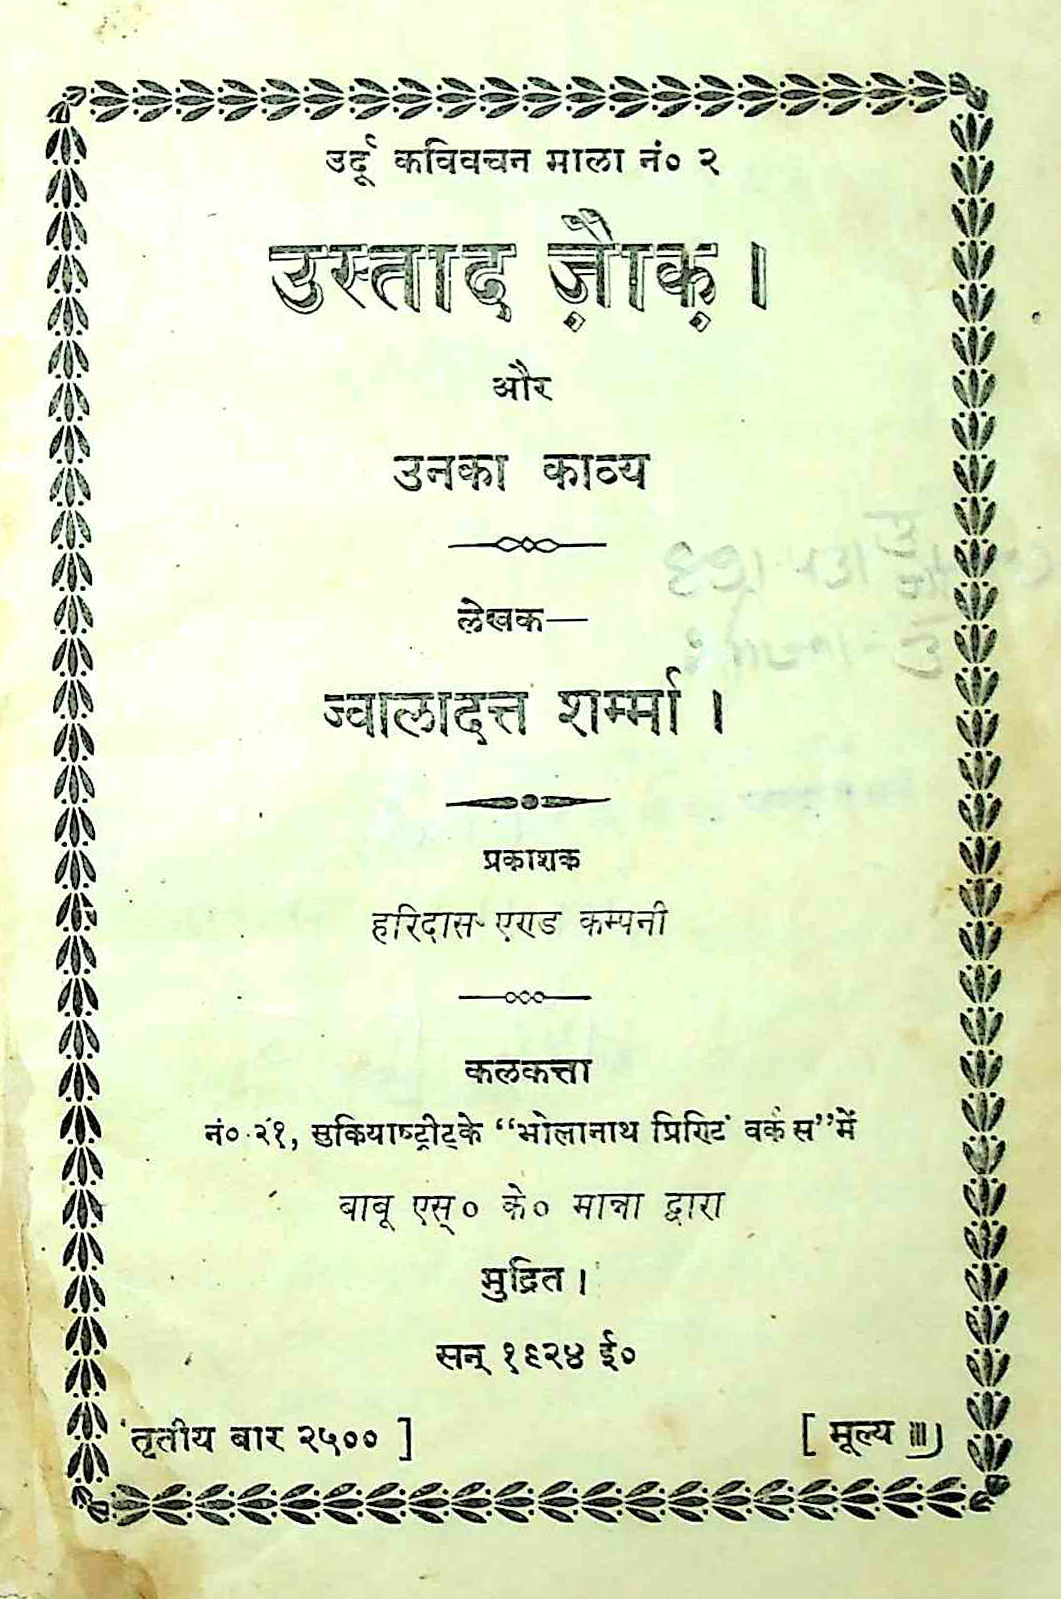 उर्दू कविवचन माला नं० २
उस्ताद ज़ौक़।
और
उनका काव्य
लेखक—
ज्वालादत्त शर्म्मा।
प्रकाशक
हरिदास एण्ड कम्पनी
कलकत्ता
नं० २१, सुकियाष्ट्रीट्के “भोलानाथ प्रिण्टिं वर्कस”में
बाबू एस्० के० मान्ना द्वारा
मुद्रित।
सन् १९२४ ई०
तृतीय बार २५०० ]
[ मूल्य ॥।)